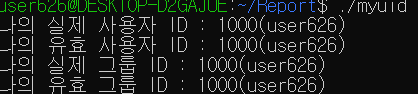 user626@DESKTOP-D2GAJUE:~/Report$ ./myuid
나의 실제 사용자 ID : 1000(user626)
나의 유효 사용자 ID : 1000(user626)
나의 실제 그룹 ID : 1000(user626)
나의 유효 그룹 ID : 1000(user626)